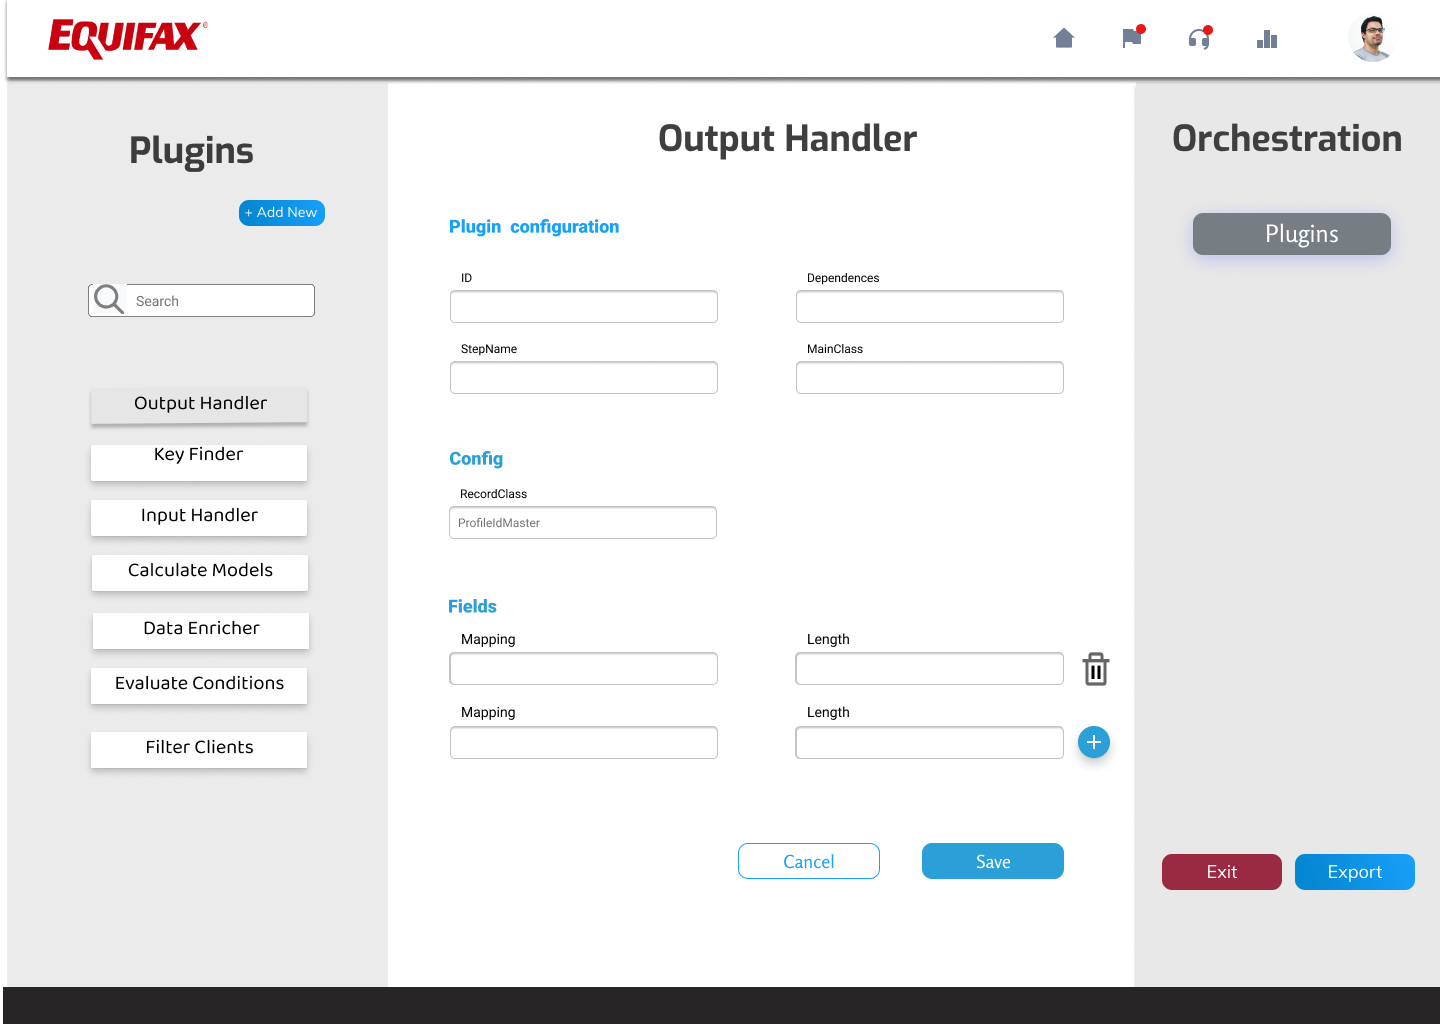 EQUIFAX®
Plugins
+ Add New
Search
Output Handler
Key Finder
Input Handler
Calculate Models
Data Enricher
Evaluate Conditions
Filter Clients
Output Handler
Plugin configuration
ID Dependences
StepName MainClass
Config
RecordClass
ProfileIdMaster
Fields
Mapping Length
Mapping Length
Cancel Save
Orchestration
Plugins
Exit Export